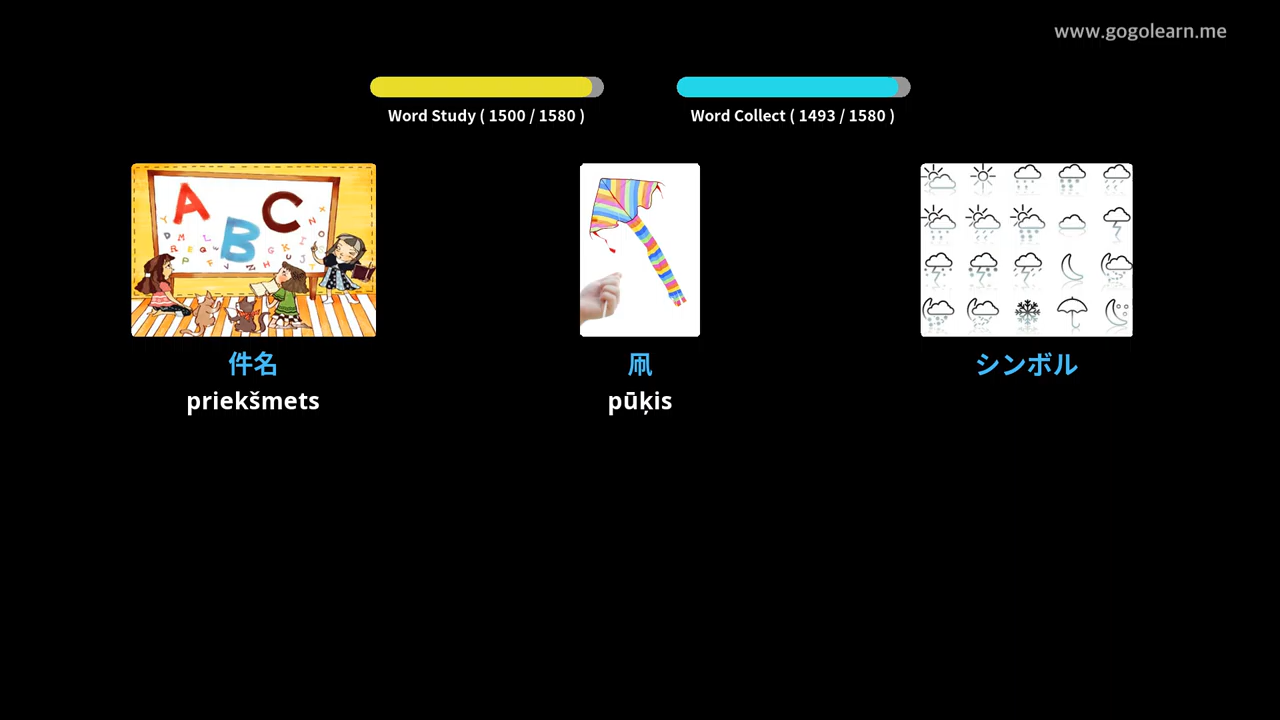 www.gogolearn.me
Word Study ( 1500 / 1580 )
Word Collect ( 1493 / 1580 )
A
B
C
件名
priekšmets
凧
pūķis
シンボル